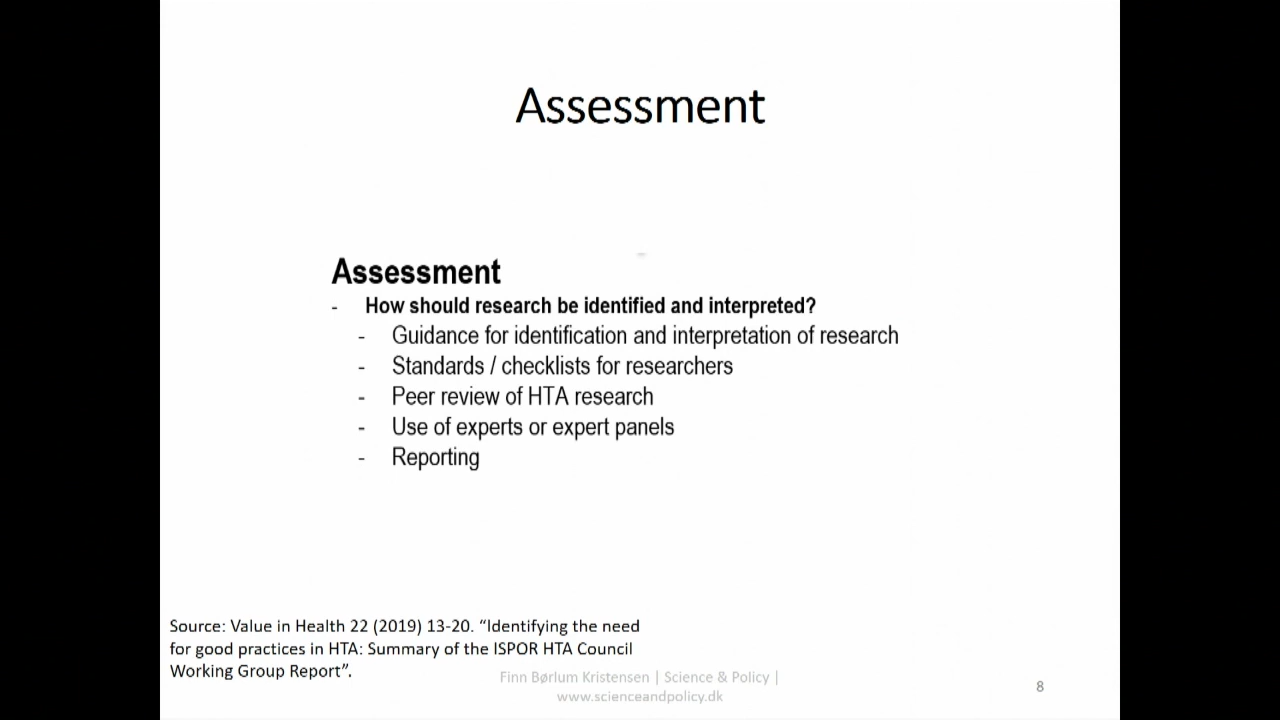 Assessment
Assessment
- How should research be identified and interpreted?
- Guidance for identification and interpretation of research
- Standards / checklists for researchers
- Peer review of HTA research
- Use of experts or expert panels
- Reporting
Source: Value in Health 22 (2019) 13-20. “Identifying the need
for good practices in HTA: Summary of the ISPOR HTA Council
Working Group Report”.
Finn Børlum Kristensen | Science & Policy |
www.scienceandpolicy.dk
8